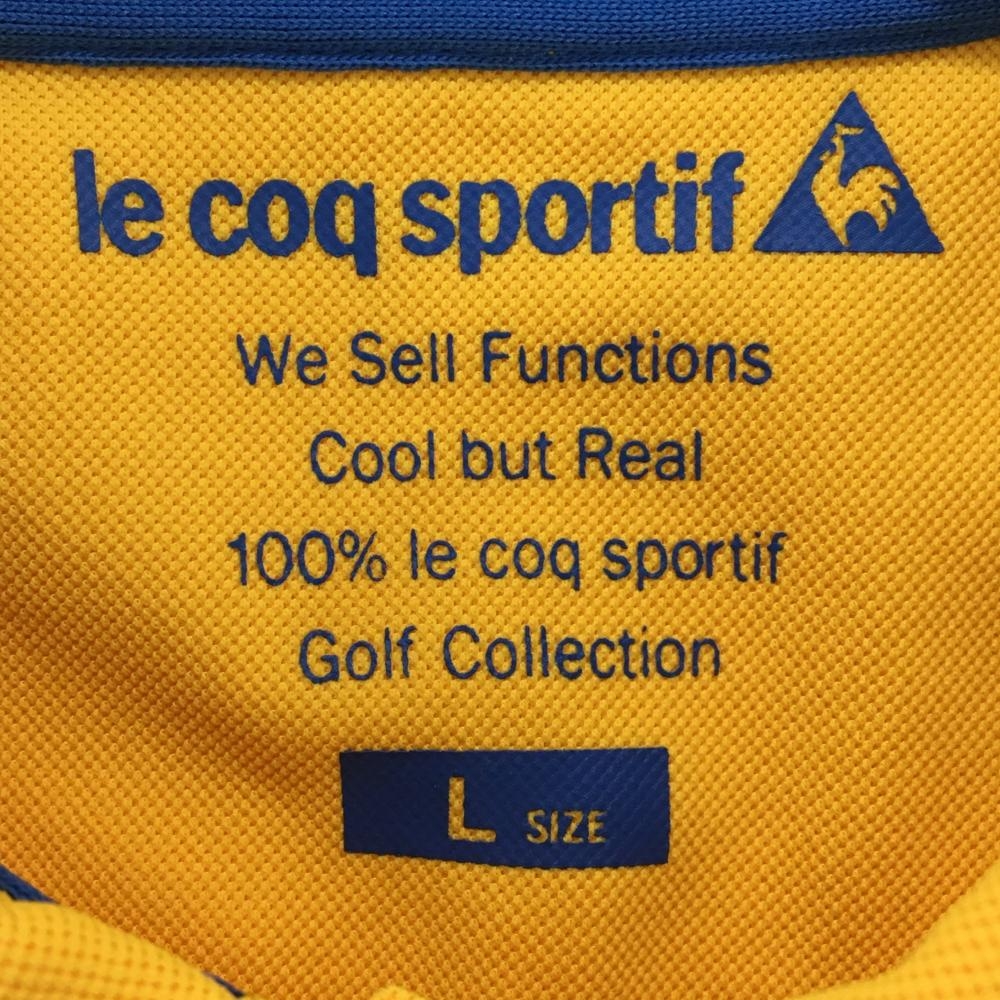 le coq sportif
We Sell Functions
Cool but Real
100% le coq sportif
Golf Collection
L SIZE